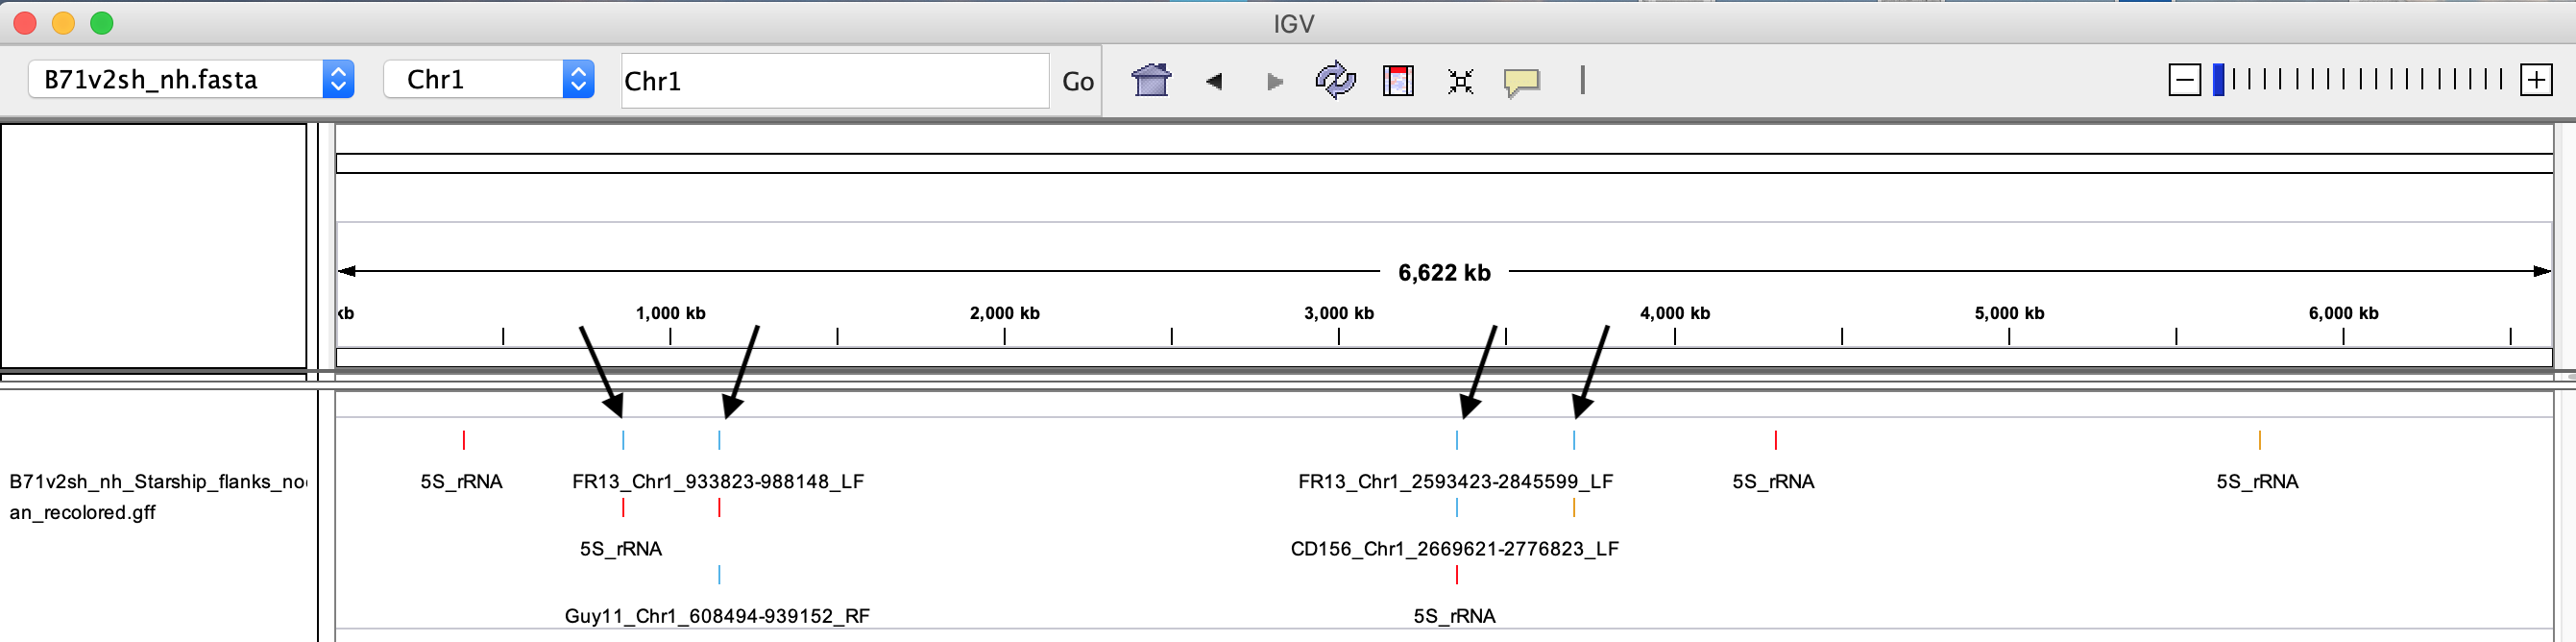 IGV
B71v2sh_nh.fasta Chr1 Chr1 Go
6,622 kb
kb 1,000 kb 2,000 kb 3,000 kb 4,000 kb 5,000 kb 6,000 kb
B71v2sh_nh_Starship_flanks_no
an_recolored.gff
5S_rRNA FR13_Chr1_933823-988148_LF FR13_Chr1_2593423-2845599_LF 5S_rRNA 5S_rRNA
5S_rRNA CD156_Chr1_2669621-2776823_LF
Guy11_Chr1_608494-939152_RF 5S_rRNA